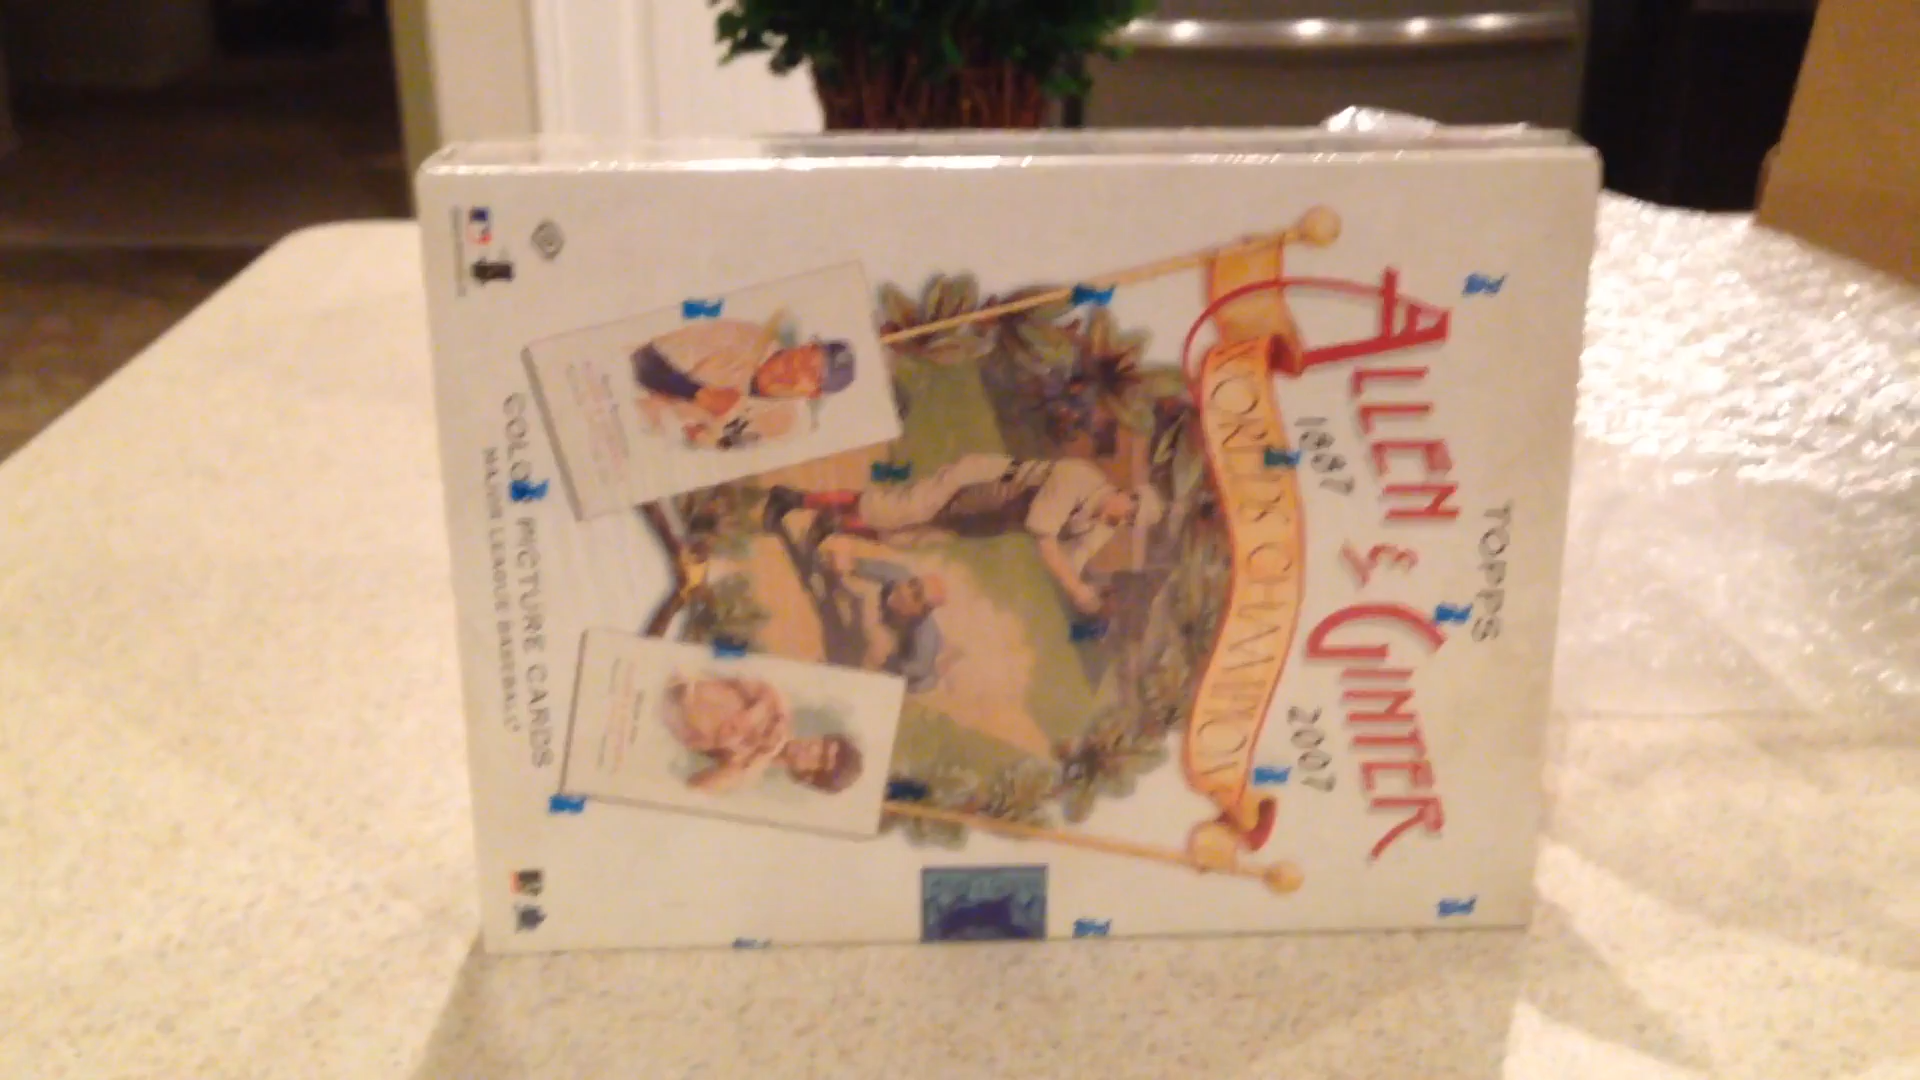 TOPPS
ALLEN & GINTER
1887 2007
WORLD'S CHAMPIONS
COLOR PICTURE CARDS
MAJOR LEAGUE BASEBALL®